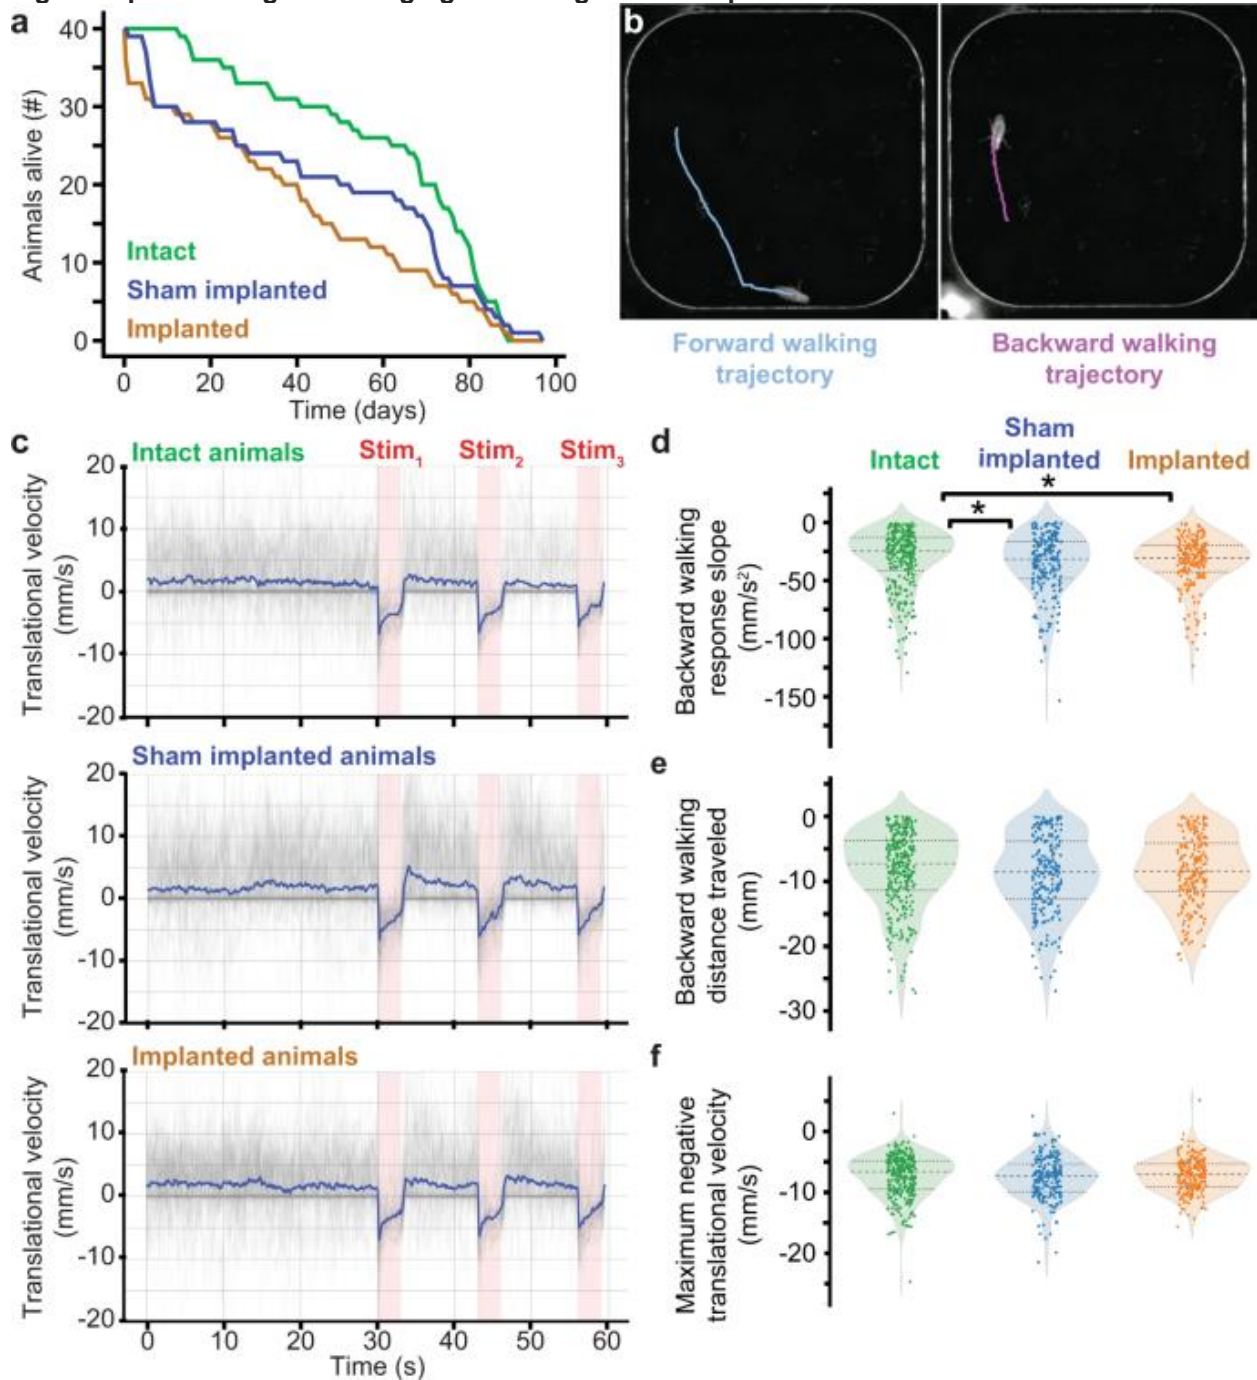 a
40
30
20
10
0
Animals alive (#)
Intact
Sham implanted
Implanted
0 20 40 60 80 100
Time (days)
b
Forward walking
trajectory
Backward walking
trajectory
c
Intact animals
Stim1 Stim2 Stim3
20
10
0
-10
-20
Translational velocity
(mm/s)
Sham implanted animals
20
10
0
-10
-20
Translational velocity
(mm/s)
Implanted animals
20
10
0
-10
-20
Translational velocity
(mm/s)
0 10 20 30 40 50 60
Time (s)
d
Intact
Sham
implanted
Implanted
*
*
0
-50
-100
-150
Backward walking
response slope
(mm/s²)
e
0
-10
-20
-30
Backward walking
distance traveled
(mm)
f
0
-10
-20
Maximum negative
translational velocity
(mm/s)